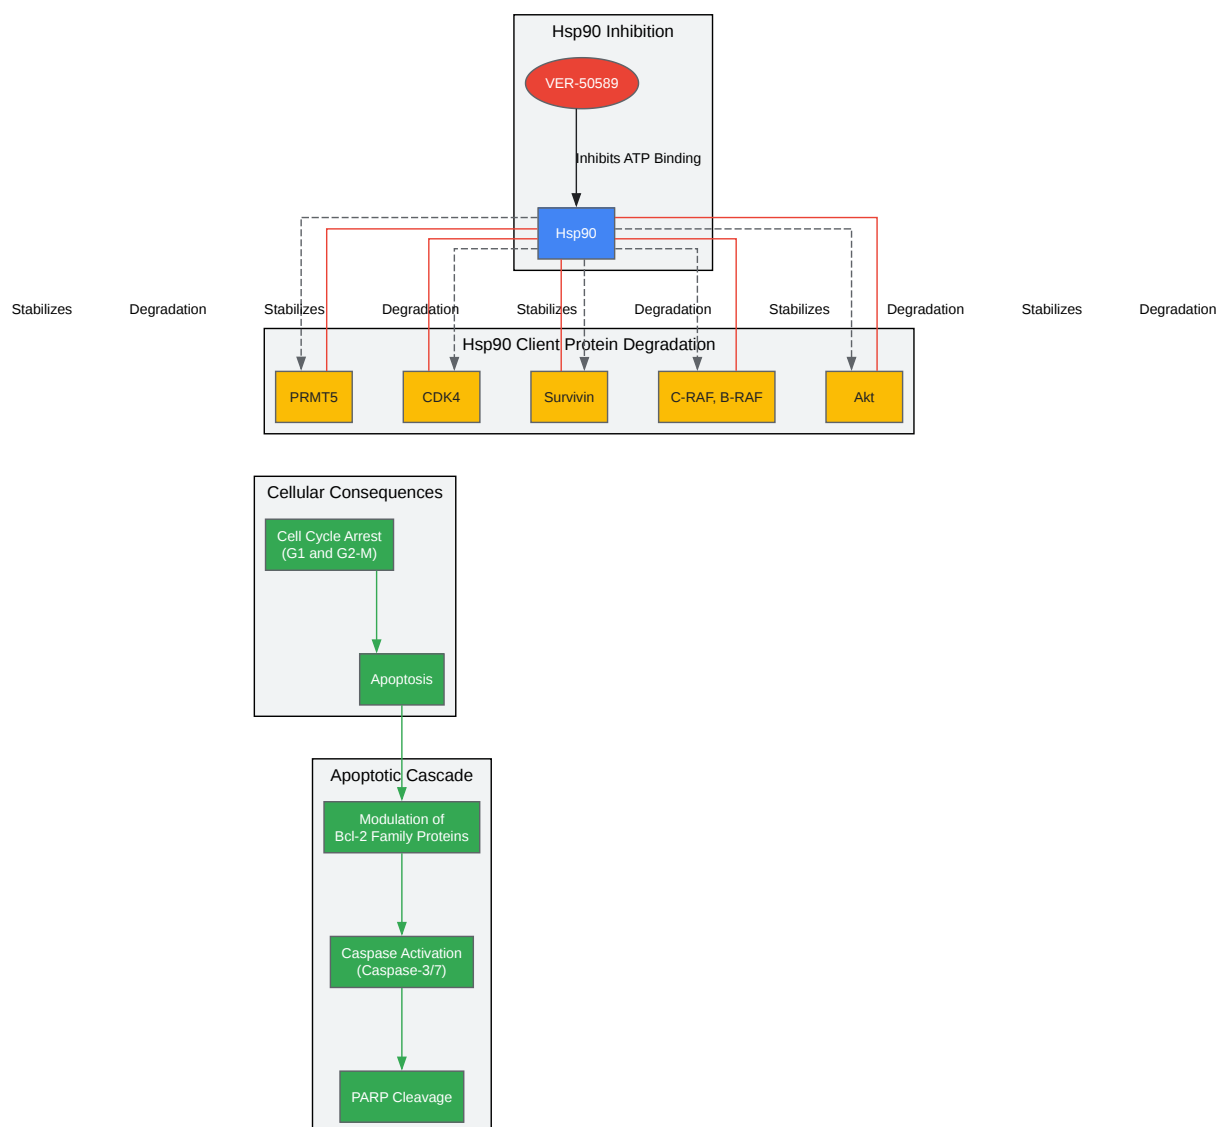 Hsp90 Inhibition
VER-50589
Inhibits ATP Binding
Hsp90
Stabilizes
Degradation
Stabilizes
Degradation
Stabilizes
Degradation
Stabilizes
Degradation
Stabilizes
Degradation
Hsp90 Client Protein Degradation
PRMT5
CDK4
Survivin
C-RAF, B-RAF
Akt
Cellular Consequences
Cell Cycle Arrest
(G1 and G2-M)
Apoptosis
Apoptotic Cascade
Modulation of
Bcl-2 Family Proteins
Caspase Activation
(Caspase-3/7)
PARP Cleavage